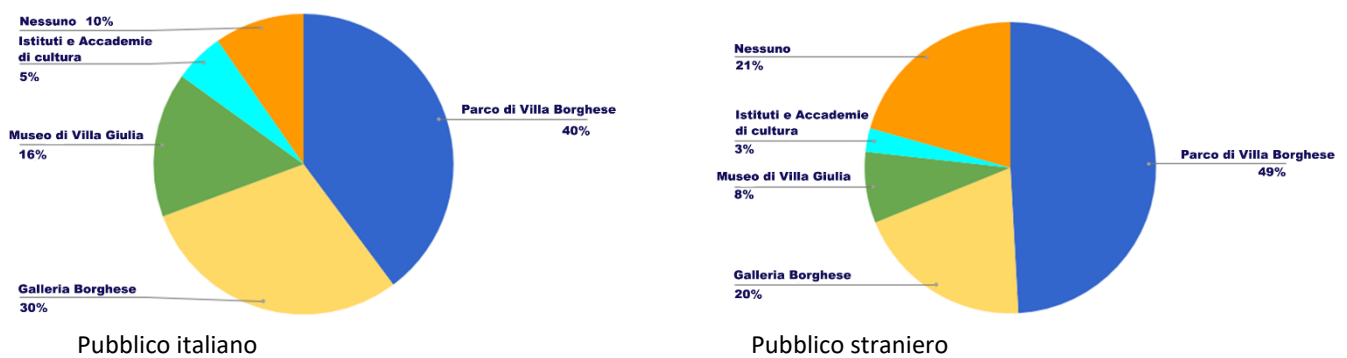 Nessuno 10%
Istituti e Accademie
di cultura
5%
Museo di Villa Giulia
16%
Galleria Borghese
30%
Parco di Villa Borghese
40%
Pubblico italiano
Nessuno
21%
Istituti e Accademie
di cultura
3%
Museo di Villa Giulia
8%
Galleria Borghese
20%
Parco di Villa Borghese
49%
Pubblico straniero